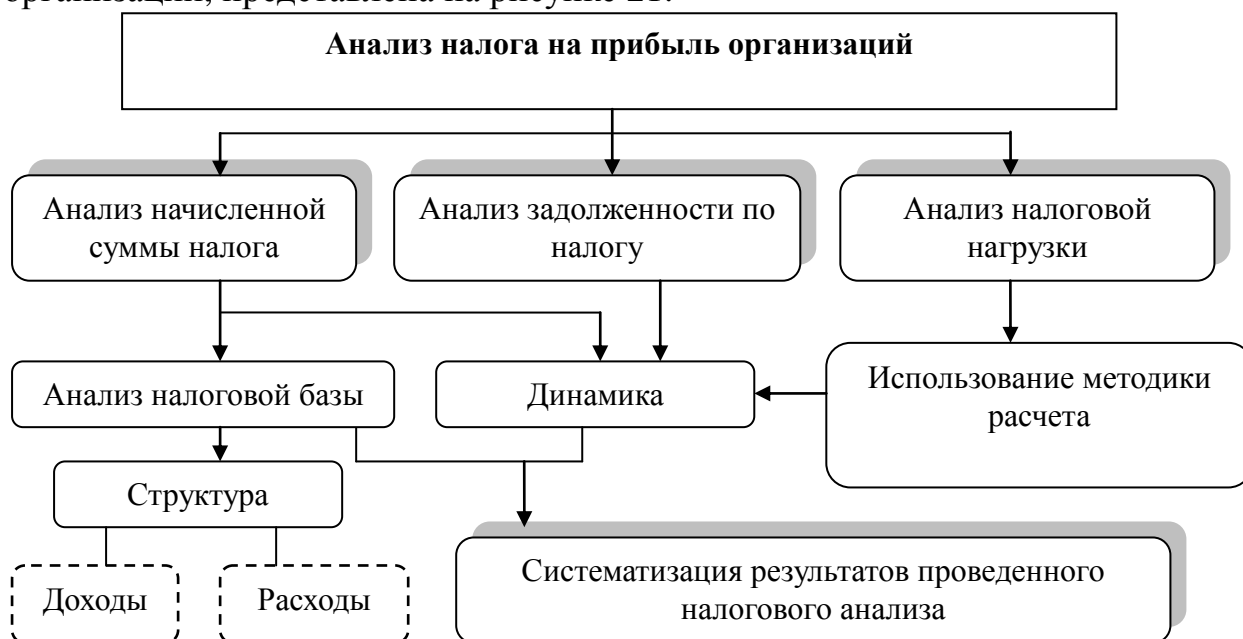 организаций, представлена на рисунке 21.
Анализ налога на прибыль организаций
Анализ начисленной
суммы налога
Анализ задолженности по
налогу
Анализ налоговой
нагрузки
Анализ налоговой базы
Динамика
Использование методики
расчета
Структура
Доходы
Расходы
Систематизация результатов проведенного
налогового анализа